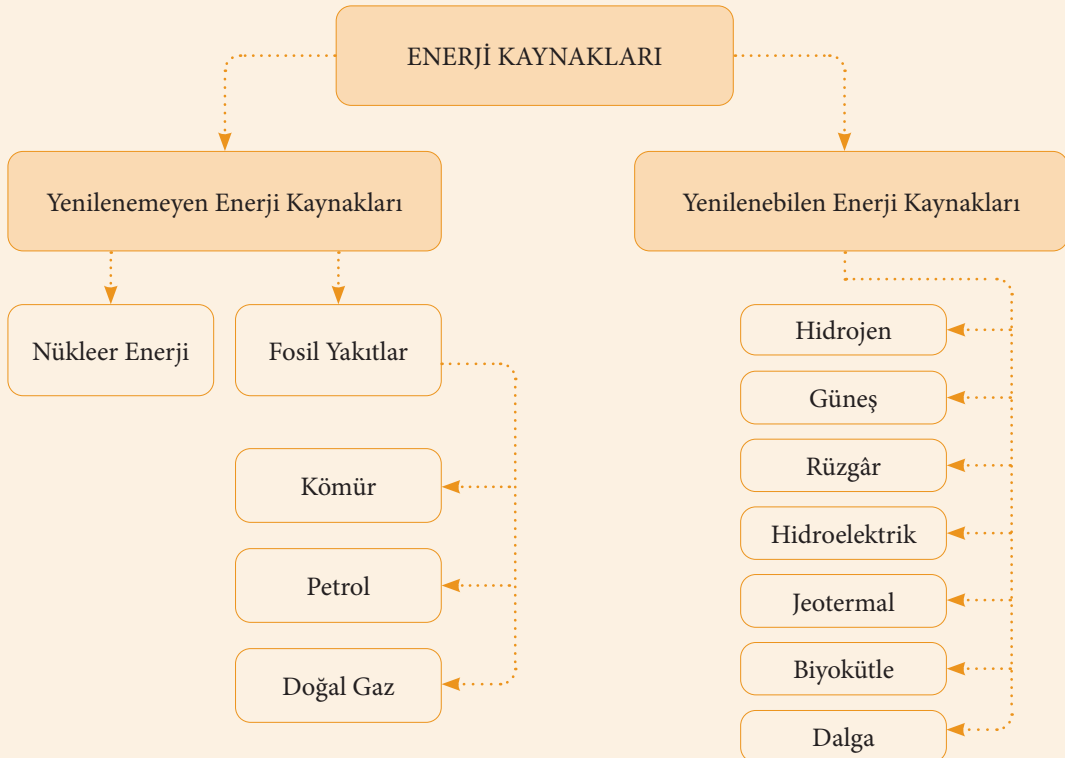 ENERJİ KAYNAKLARI
Yenilenemeyen Enerji Kaynakları
Yenilenebilen Enerji Kaynakları
Nükleer Enerji
Fosil Yakıtlar
Kömür
Petrol
Doğal Gaz
Hidrojen
Güneş
Rüzgâr
Hidroelektrik
Jeotermal
Biyokütle
Dalga